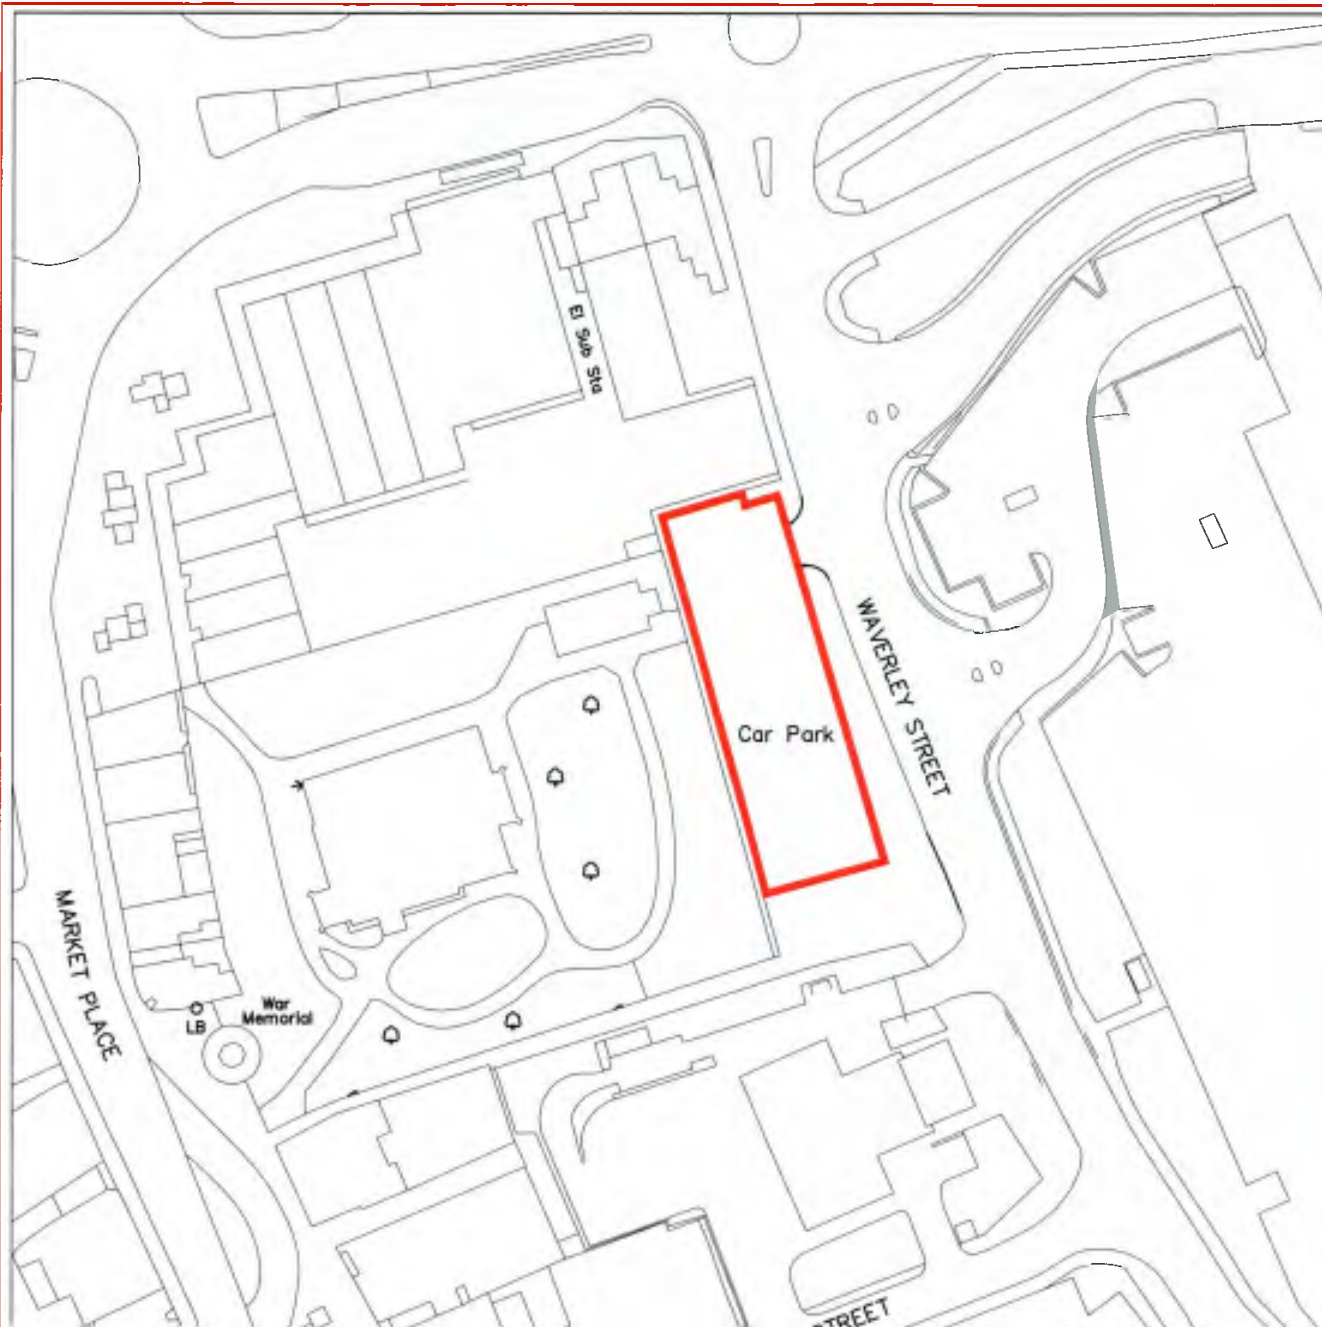 El Sub Sta
WAVERLEY STREET
Car Park
MARKET PLACE
War
Memorial
LB
STREET